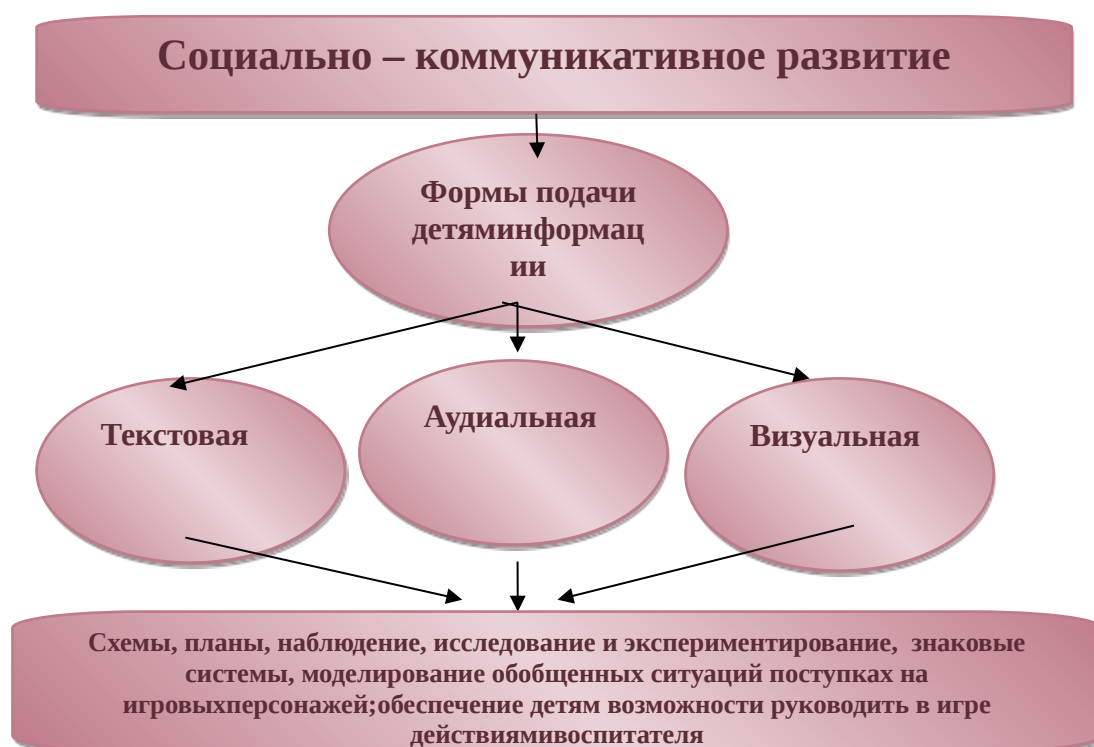 Социально – коммуникативное развитие
Формы подачи
детяминформац
ии
Текстовая
Аудиальная
Визуальная
Схемы, планы, наблюдение, исследование и экспериментирование,  знаковые
системы, моделирование обобщенных ситуаций поступках на
игровыхперсонажей;обеспечение детям возможности руководить в игре
действиямивоспитателя